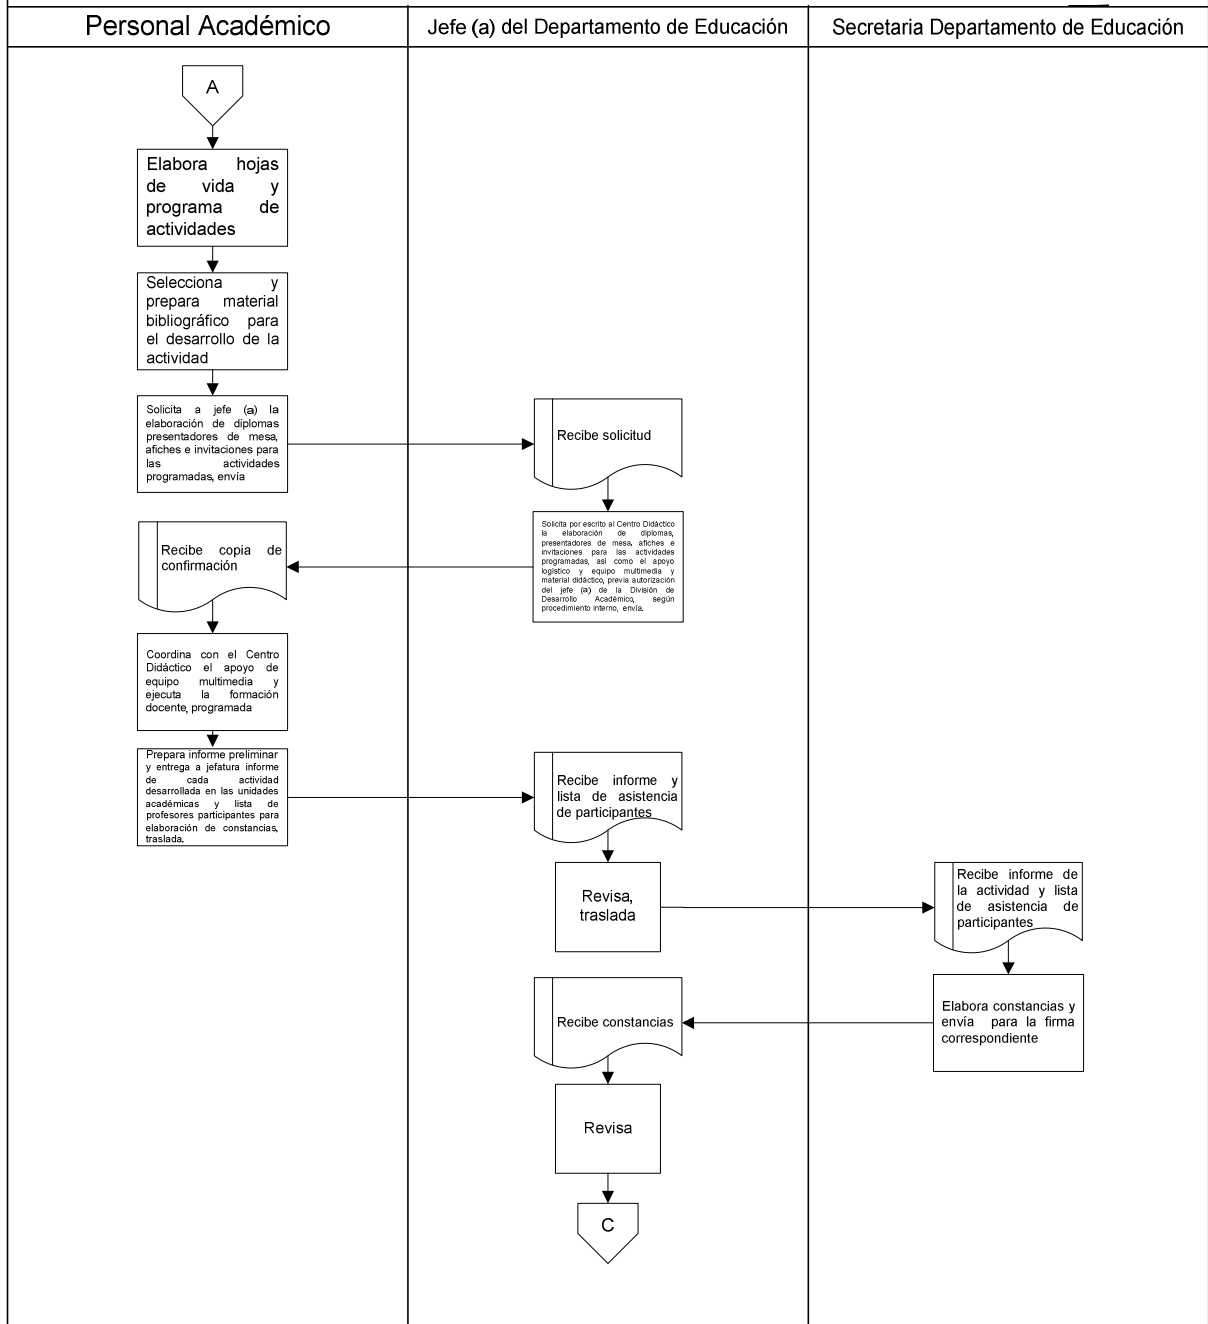 Personal Académico
Jefe (a) del Departamento de Educación
Secretaria Departamento de Educación
A
Elabora hojas
de vida y
programa de
actividades
Selecciona y
prepara material
bibliográfico para
el desarrollo de la
actividad
Solicita a jefe (a) la
elaboración de diplomas
presentadores de mesa,
afiches e invitaciones para
las actividades
programadas, envía
Recibe solicitud
Solicita por escrito al Centro Didáctico
la elaboración de diplomas,
presentadores de mesa, afiches e
invitaciones para las actividades
programadas, asi como el apoyo
logístico y equipo multimedia y
material didáctico, previa autorización
del jefe (a) de la División de
Desarrollo Académico, según
procedimiento interno, envía.
Recibe copia de
confirmación
Coordina con el Centro
Didáctico el apoyo de
equipo multimedia y
ejecuta la formación
docente, programada
Prepara informe preliminar
y entrega a jefatura informe
de cada actividad
desarrollada en las unidades
académicas y lista de
profesores participantes para
elaboración de constancias,
traslada.
Recibe informe y
lista de asistencia
de participantes
Revisa,
traslada
Recibe informe de
la actividad y lista
de asistencia de
participantes
Elabora constancias y
envía para la firma
correspondiente
Recibe constancias
Revisa
C